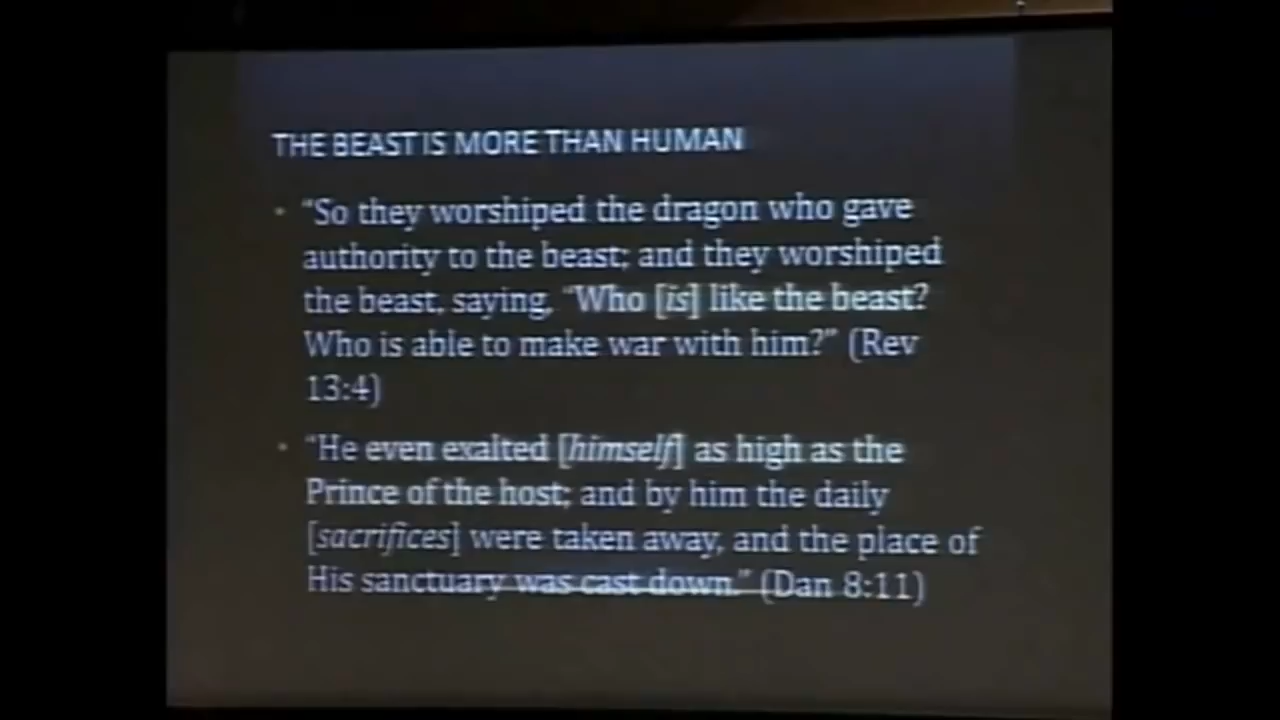 THE BEAST IS MORE THAN HUMAN
• "So they worshiped the dragon who gave
authority to the beast; and they worshiped
the beast, saying, "Who [is] like the beast?
Who is able to make war with him?" (Rev
13:4)
• "He even exalted [himself] as high as the
Prince of the host; and by him the daily
[sacrifices] were taken away, and the place of
His sanctuary was cast down." (Dan 8:11)